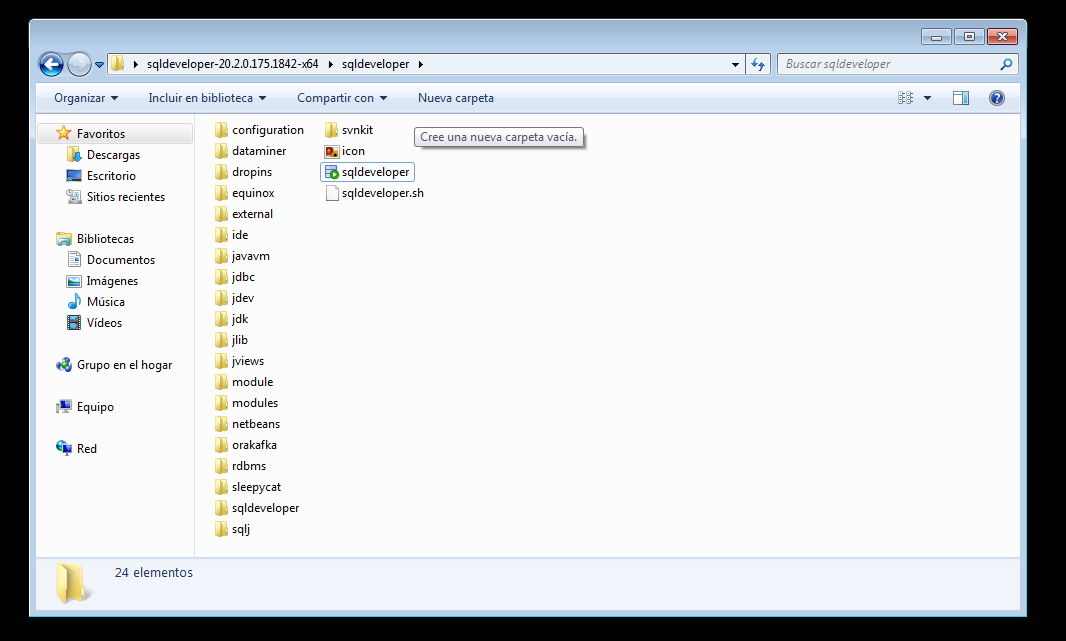 sqldeveloper-20.2.0.175.1842-x64 sqldeveloper
Buscar sqldeveloper
Organizar Incluir en biblioteca Compartir con Nueva carpeta
Favoritos
Descargas
Escritorio
Sitios recientes
Bibliotecas
Documentos
Imágenes
Música
Vídeos
Grupo en el hogar
Equipo
Red
configuration
dataminer
dropins
equinox
external
ide
javavm
jdbc
jdev
jdk
jlib
jviews
module
modules
netbeans
orakafka
rdbms
sleepycat
sqldeveloper
sqlj
svnkit
icon
sqldeveloper
sqldeveloper.sh
Cree una nueva carpeta vacía.
24 elementos